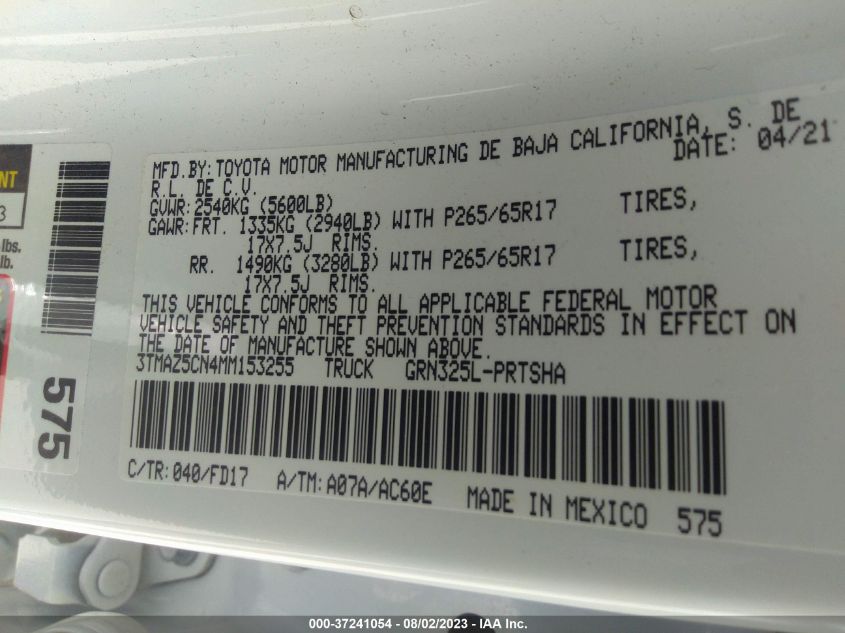 MFD.BY:TOYOTA MOTOR MANUFACTURING DE BAJA CALIFORNIA, S. DE
R.L. DE C.V. DATE: 04/21
GVWR:2540KG (5600LB)
GAWR:FRT. 1335KG (2940LB) WITH P265/65R17 TIRES,
17X7.5J RIMS.
RR. 1490KG (3280LB) WITH P265/65R17 TIRES,
17X7.5J RIMS.
THIS VEHICLE CONFORMS TO ALL APPLICABLE FEDERAL MOTOR
VEHICLE SAFETY AND THEFT PREVENTION STANDARDS IN EFFECT ON
THE DATE OF MANUFACTURE SHOWN ABOVE.
3TMAZ5CN4MM153255 TRUCK GRN325L-PRTSHA
C/TR:040/FD17 A/TM:A07A/AC60E MADE IN MEXICO 575
575
NT
3
lbs.
lb.
000-37241054 - 08/02/2023 - IAA Inc.